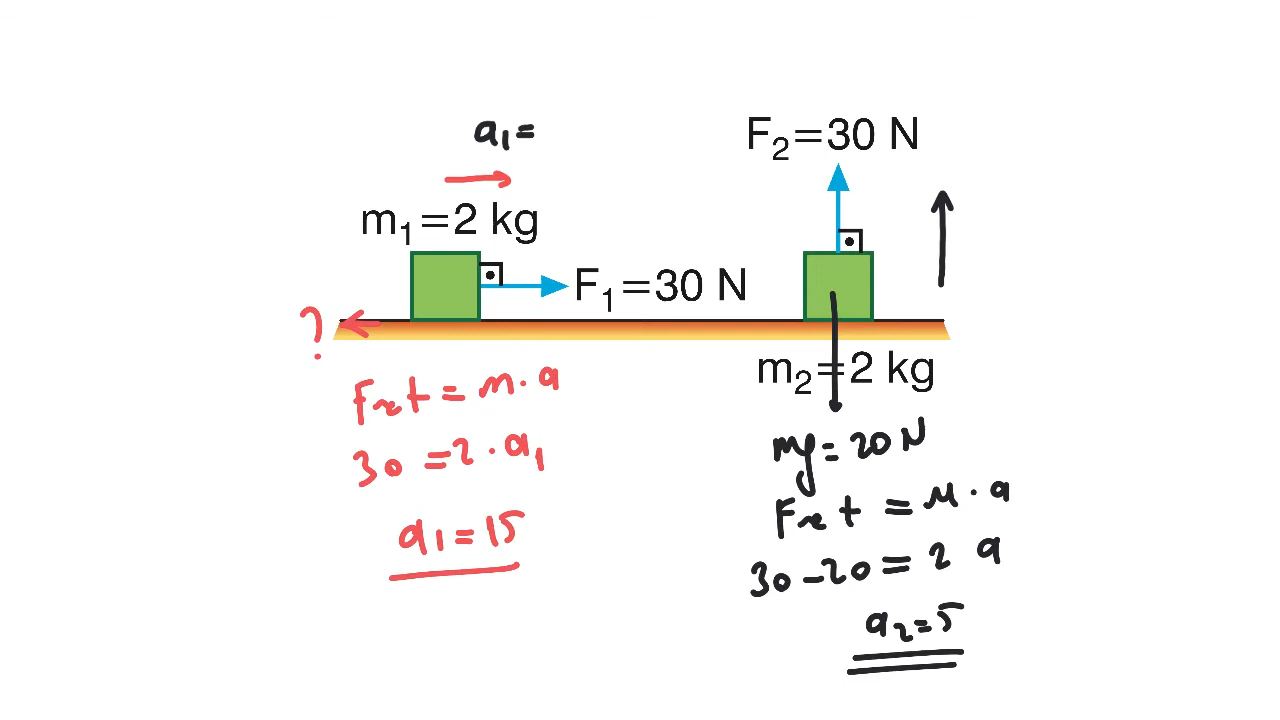 a₁=
m₁=2 kg
F₁=30 N
?
Fnet = m . a
30 = 2 . a₁
a₁ = 15
F₂=30 N
m₂=2 kg
mg = 20 N
Fnet = m . a
30 - 20 = 2 a
a₂ = 5